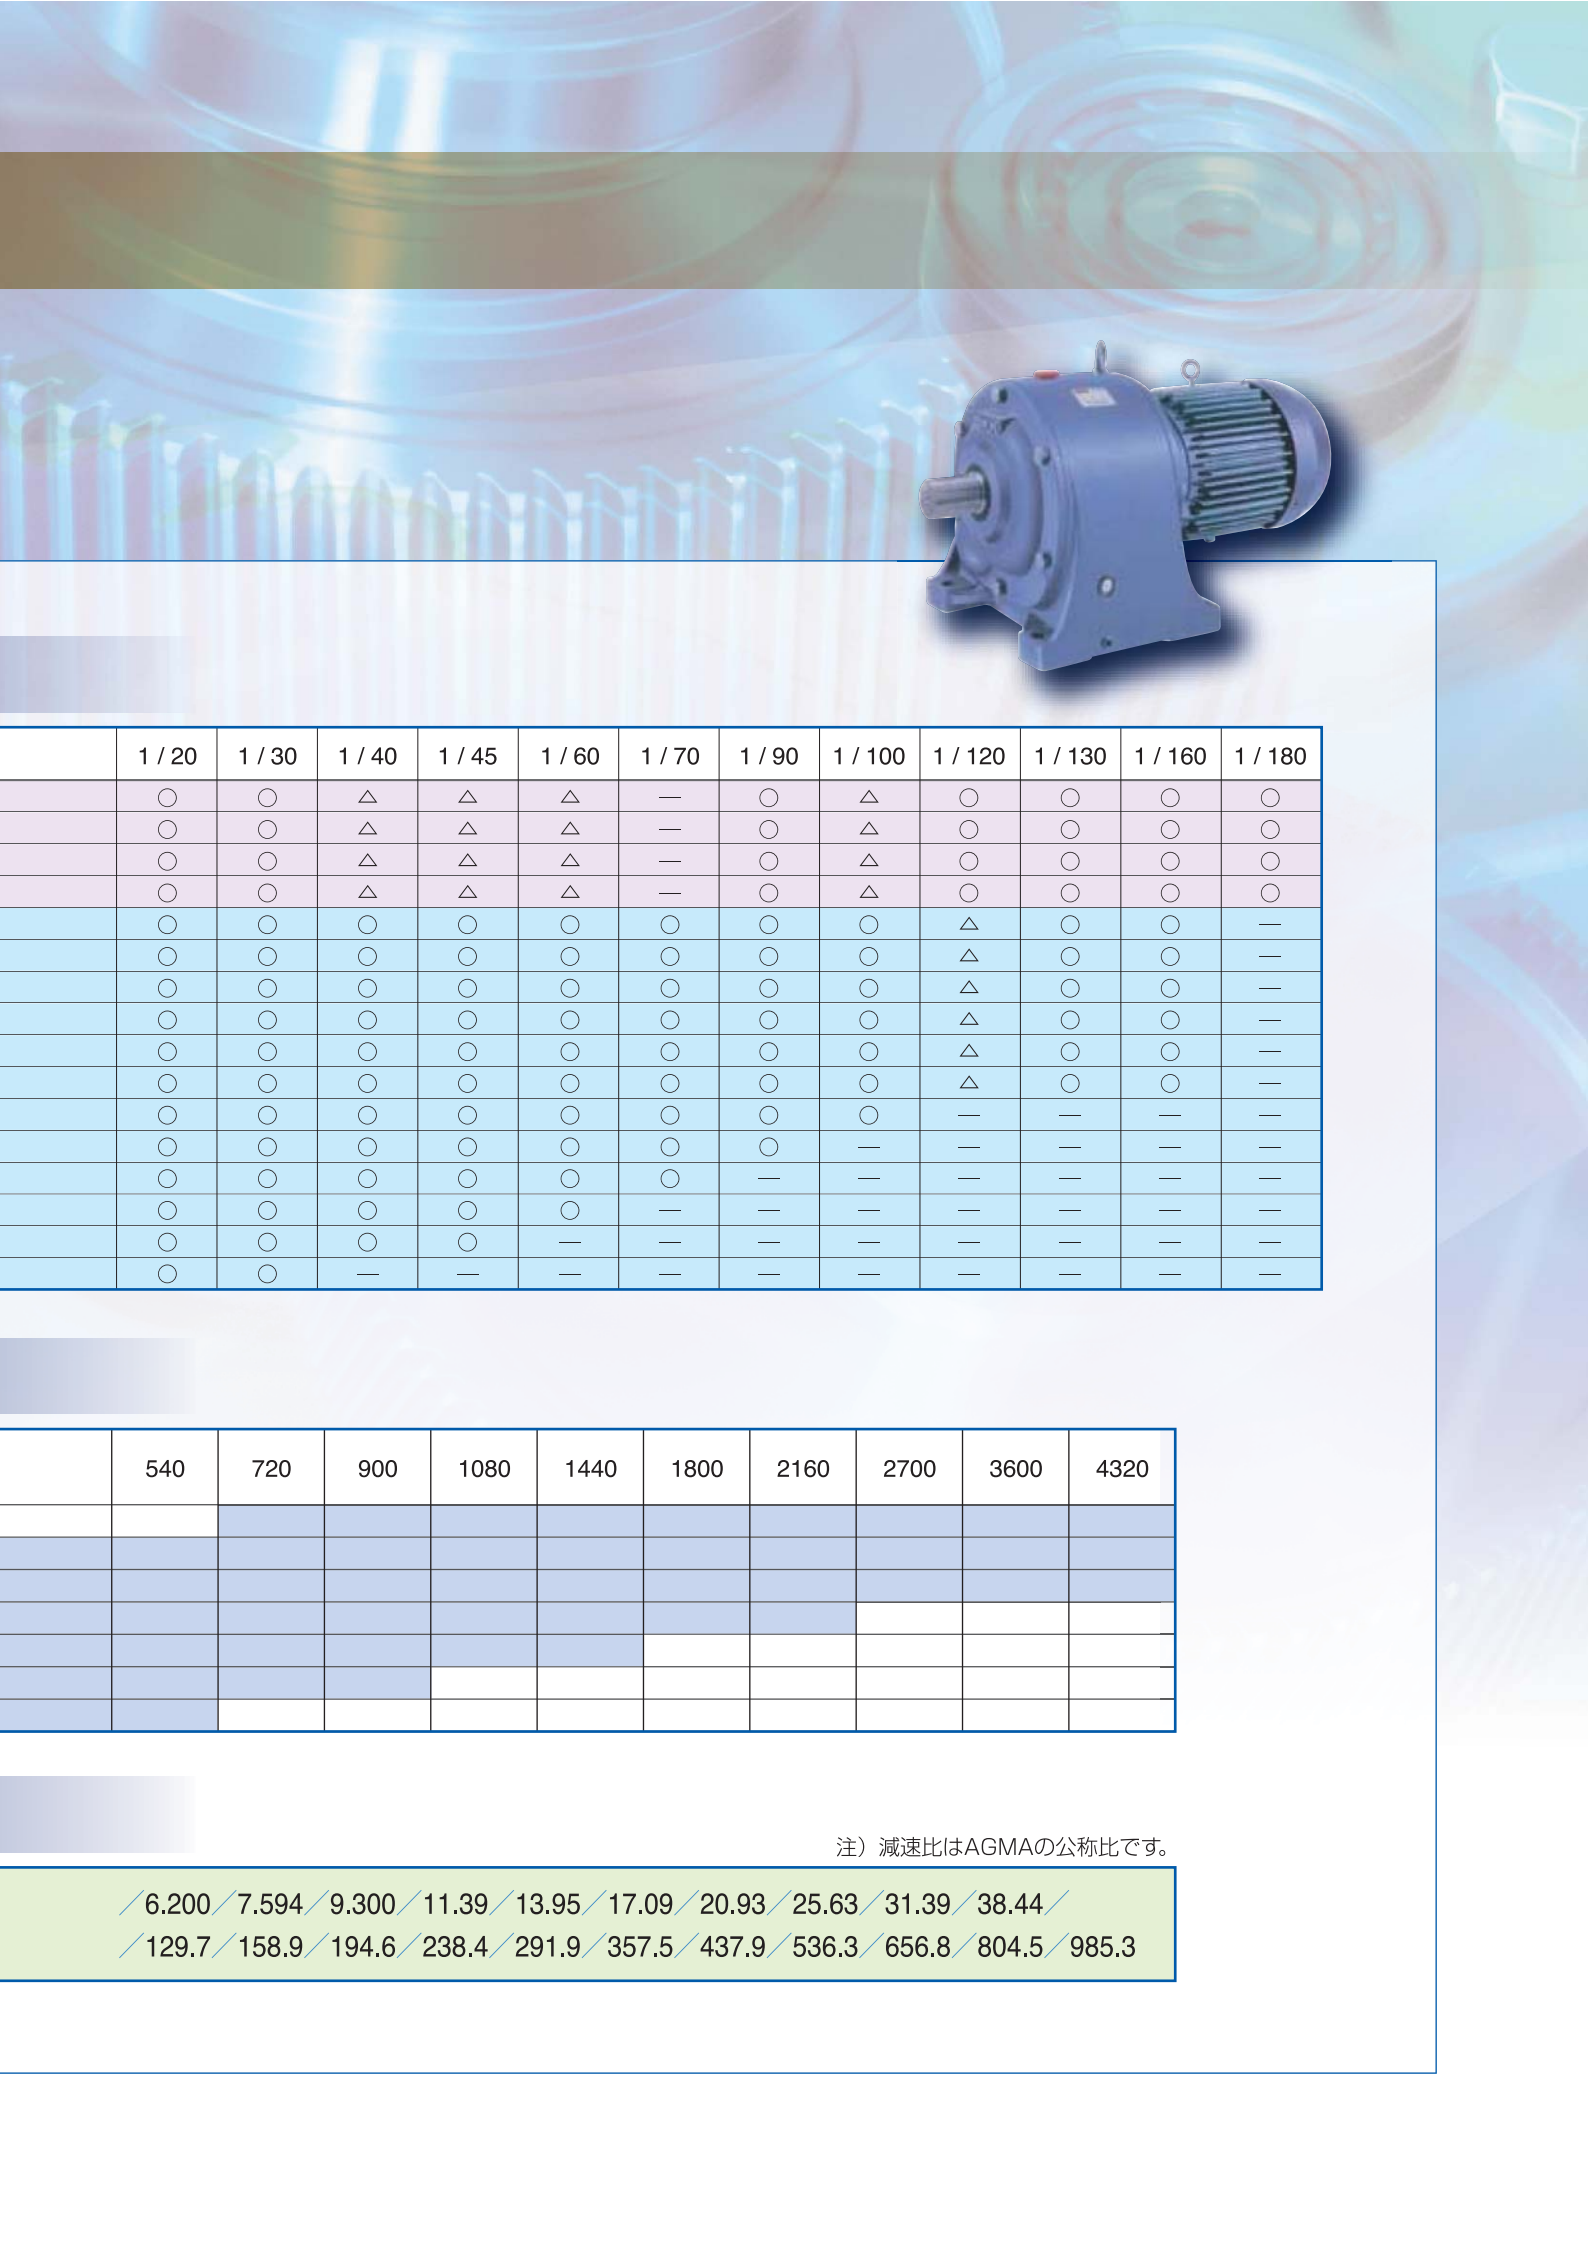 1 / 20 1 / 30 1 / 40 1 / 45 1 / 60 1 / 70 1 / 90 1 / 100 1 / 120 1 / 130 1 / 160 1 / 180
○ ○ △ △ △ — ○ △ ○ ○ ○ ○
○ ○ △ △ △ — ○ △ ○ ○ ○ ○
○ ○ △ △ △ — ○ △ ○ ○ ○ ○
○ ○ △ △ △ — ○ △ ○ ○ ○ ○
○ ○ ○ ○ ○ ○ ○ ○ △ ○ ○ —
○ ○ ○ ○ ○ ○ ○ ○ △ ○ ○ —
○ ○ ○ ○ ○ ○ ○ ○ △ ○ ○ —
○ ○ ○ ○ ○ ○ ○ ○ △ ○ ○ —
○ ○ ○ ○ ○ ○ ○ ○ △ ○ ○ —
○ ○ ○ ○ ○ ○ ○ ○ △ ○ ○ —
○ ○ ○ ○ ○ ○ ○ ○ — — — —
○ ○ ○ ○ ○ ○ ○ — — — — —
○ ○ ○ ○ ○ ○ — — — — — —
○ ○ ○ ○ ○ — — — — — — —
○ ○ ○ ○ — — — — — — — —
○ ○ — — — — — — — — — —
540 720 900 1080 1440 1800 2160 2700 3600 4320
注）減速比はAGMAの公称比です。
／6.200／7.594／9.300／11.39／13.95／17.09／20.93／25.63／31.39／38.44／
／129.7／158.9／194.6／238.4／291.9／357.5／437.9／536.3／656.8／804.5／985.3